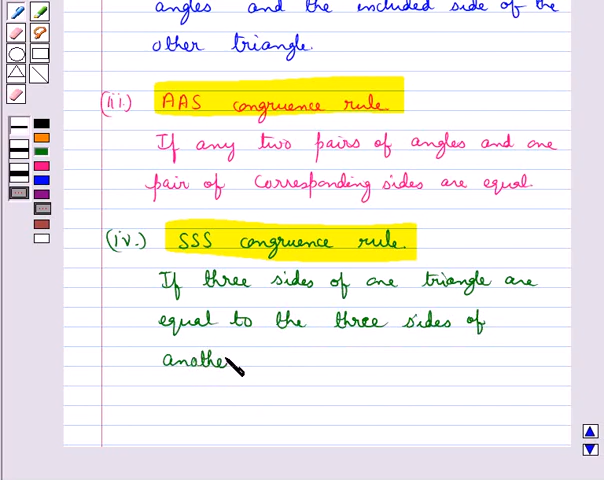 angles and the included side of the
other triangle.
(iii.) AAS congruence rule
If any two pairs of angles and one
pair of corresponding sides are equal.
(iv.) SSS congruence rule.
If three sides of one triangle are
equal to the three sides of
another